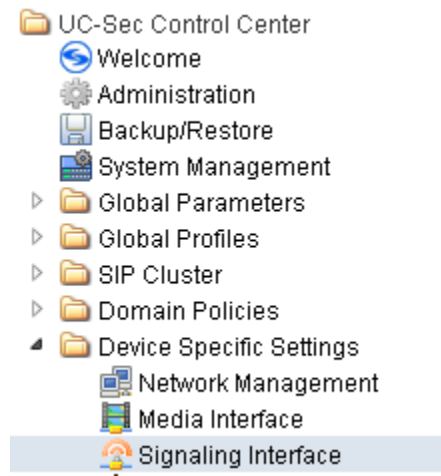 UC-Sec Control Center
Welcome
Administration
Backup/Restore
System Management
Global Parameters
Global Profiles
SIP Cluster
Domain Policies
Device Specific Settings
Network Management
Media Interface
Signaling Interface